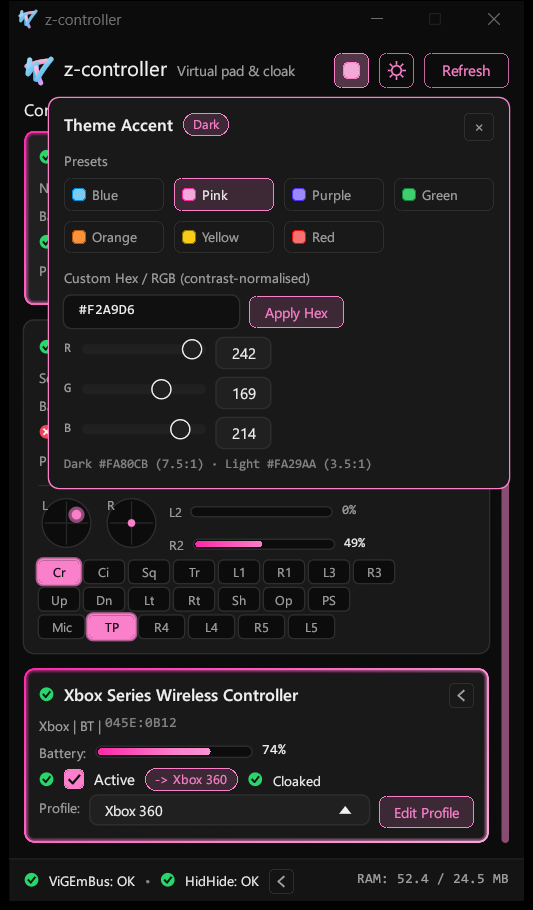 z-controller
z-controller Virtual pad & cloak Refresh
Theme Accent Dark ×
Presets
Blue Pink Purple Green
Orange Yellow Red
Custom Hex / RGB (contrast-normalised)
#F2A9D6 Apply Hex
R 242
G 169
B 214
Dark #FA80CB (7.5:1) · Light #FA29AA (3.5:1)
L R L2 0%
R2 49%
Cr Ci Sq Tr L1 R1 L3 R3
Up Dn Lt Rt Sh Op PS
Mic TP R4 L4 R5 L5
Xbox Series Wireless Controller
Xbox | BT | 045E:0B12
Battery: 74%
Active -> Xbox 360 Cloaked
Profile: Xbox 360 Edit Profile
ViGEmBus: OK • HidHide: OK RAM: 52.4 / 24.5 MB